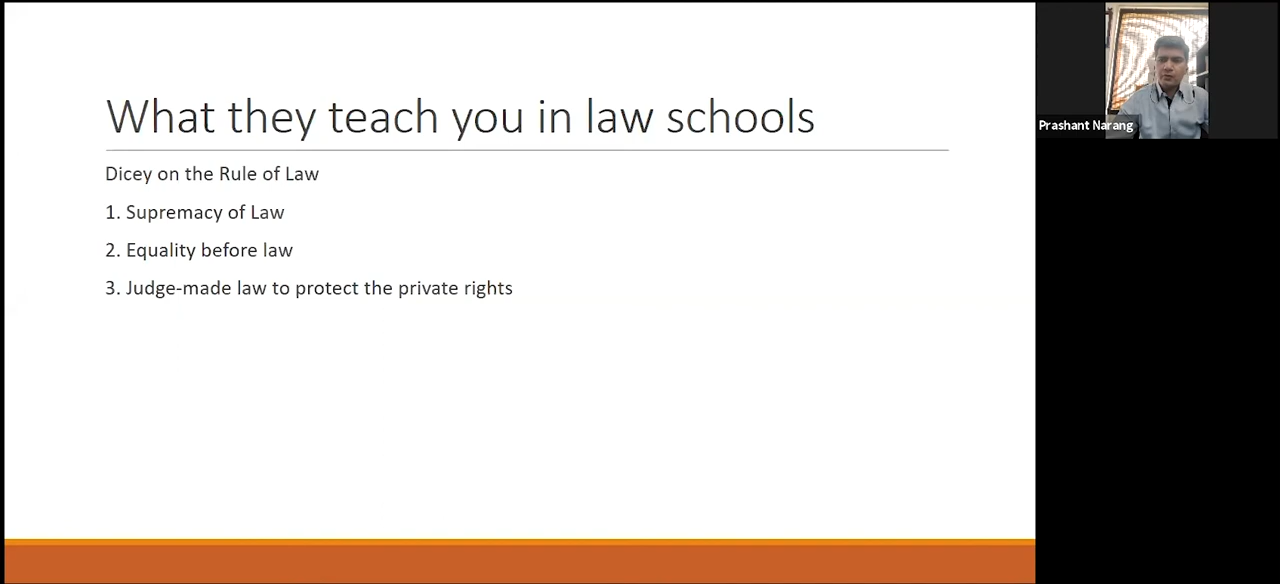 What they teach you in law schools
Dicey on the Rule of Law
1. Supremacy of Law
2. Equality before law
3. Judge-made law to protect the private rights
Prashant Narang